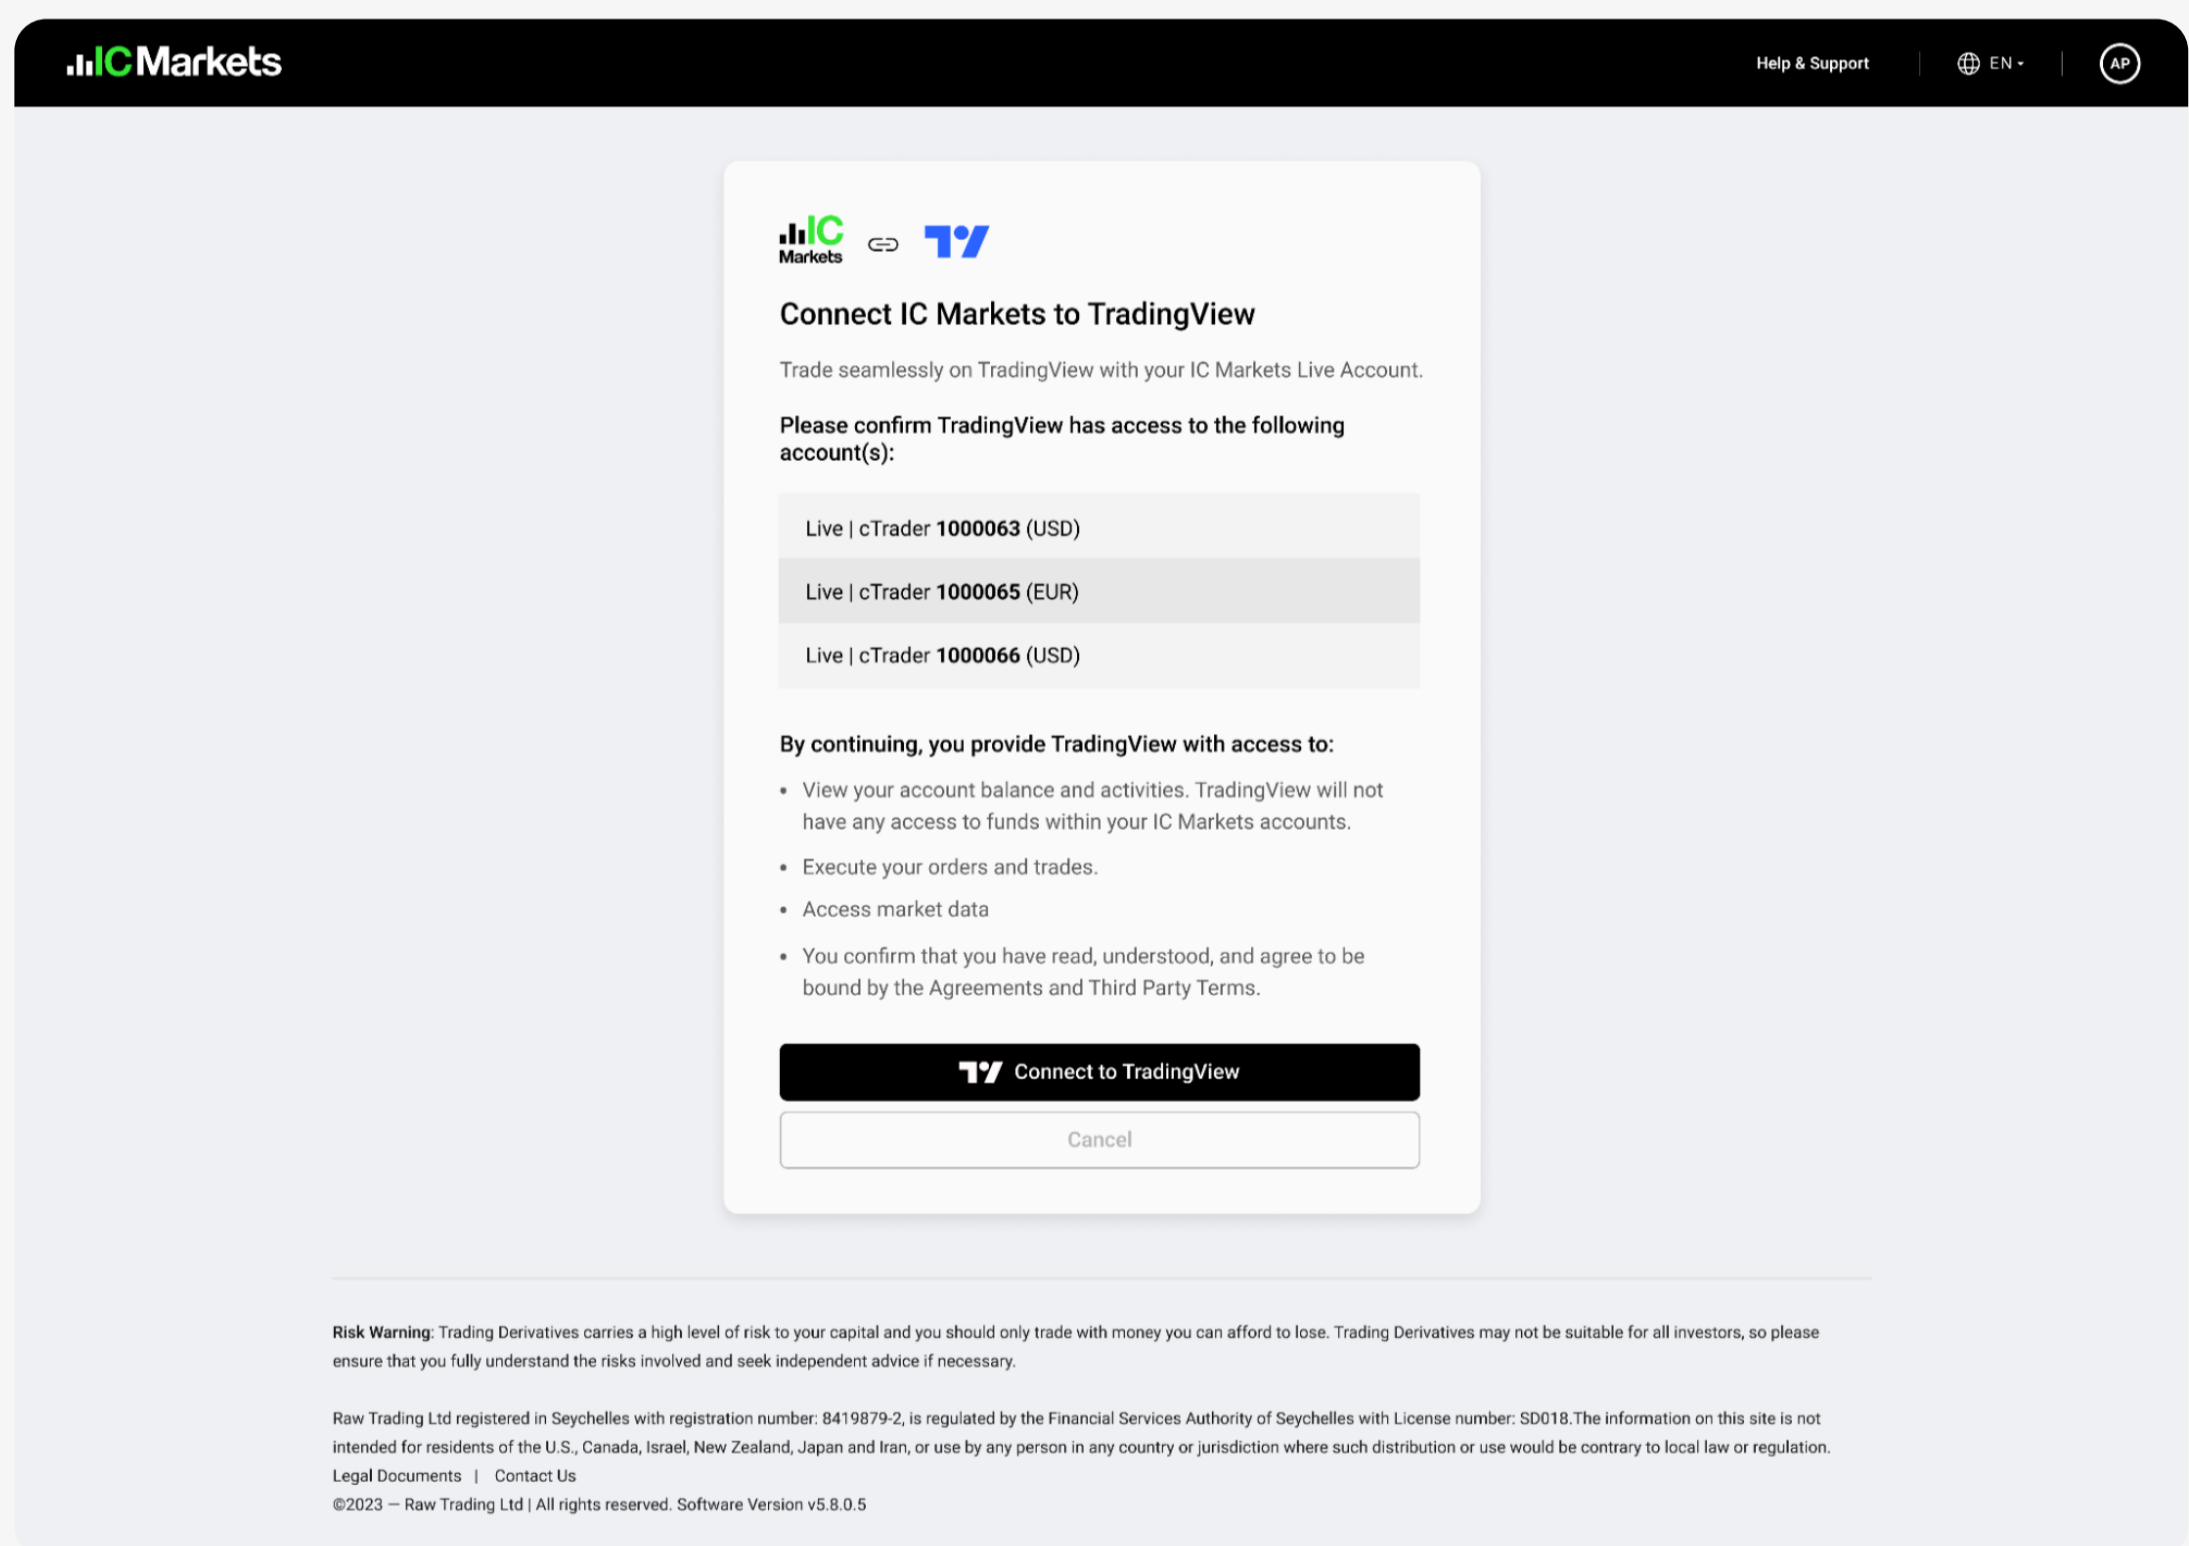 IC Markets
Help & Support
EN
AP
IC
Markets
Connect IC Markets to TradingView
Trade seamlessly on TradingView with your IC Markets Live Account.
Please confirm TradingView has access to the following
account(s):
Live | cTrader 1000063 (USD)
Live | cTrader 1000065 (EUR)
Live | cTrader 1000066 (USD)
By continuing, you provide TradingView with access to:
• View your account balance and activities. TradingView will not
have any access to funds within your IC Markets accounts.
• Execute your orders and trades.
• Access market data
• You confirm that you have read, understood, and agree to be
bound by the Agreements and Third Party Terms.
Connect to TradingView
Cancel
Risk Warning: Trading Derivatives carries a high level of risk to your capital and you should only trade with money you can afford to lose. Trading Derivatives may not be suitable for all investors, so please
ensure that you fully understand the risks involved and seek independent advice if necessary.
Raw Trading Ltd registered in Seychelles with registration number: 8419879-2, is regulated by the Financial Services Authority of Seychelles with License number: SD018.The information on this site is not
intended for residents of the U.S., Canada, Israel, New Zealand, Japan and Iran, or use by any person in any country or jurisdiction where such distribution or use would be contrary to local law or regulation.
Legal Documents | Contact Us
©2023 — Raw Trading Ltd | All rights reserved. Software Version v5.8.0.5